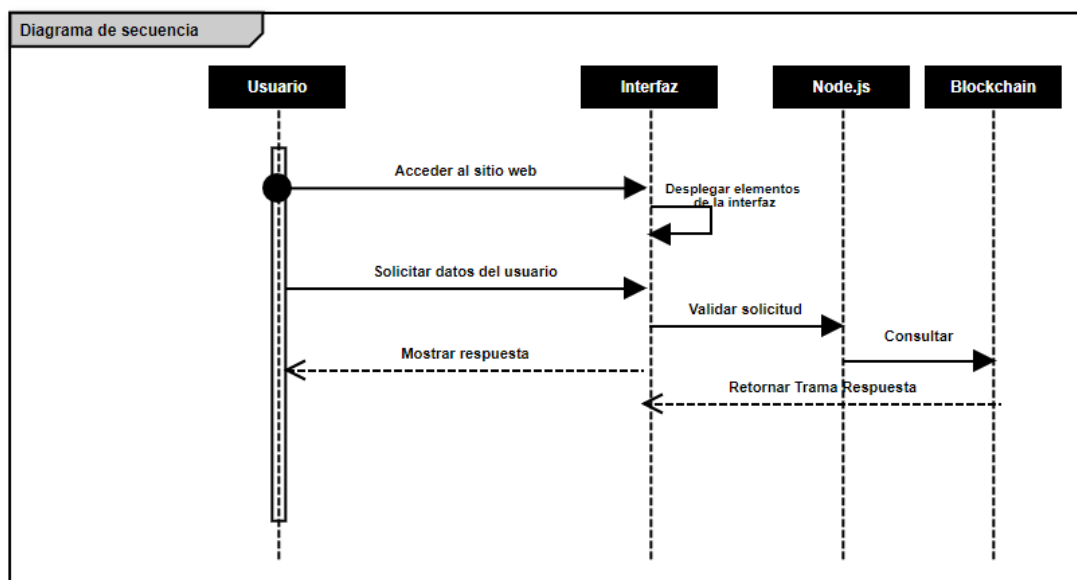 Diagrama de secuencia
Usuario
Interfaz
Node.js
Blockchain
Acceder al sitio web
Desplegar elementos
de la interfaz
Solicitar datos del usuario
Validar solicitud
Consultar
Mostrar respuesta
Retornar Trama Respuesta